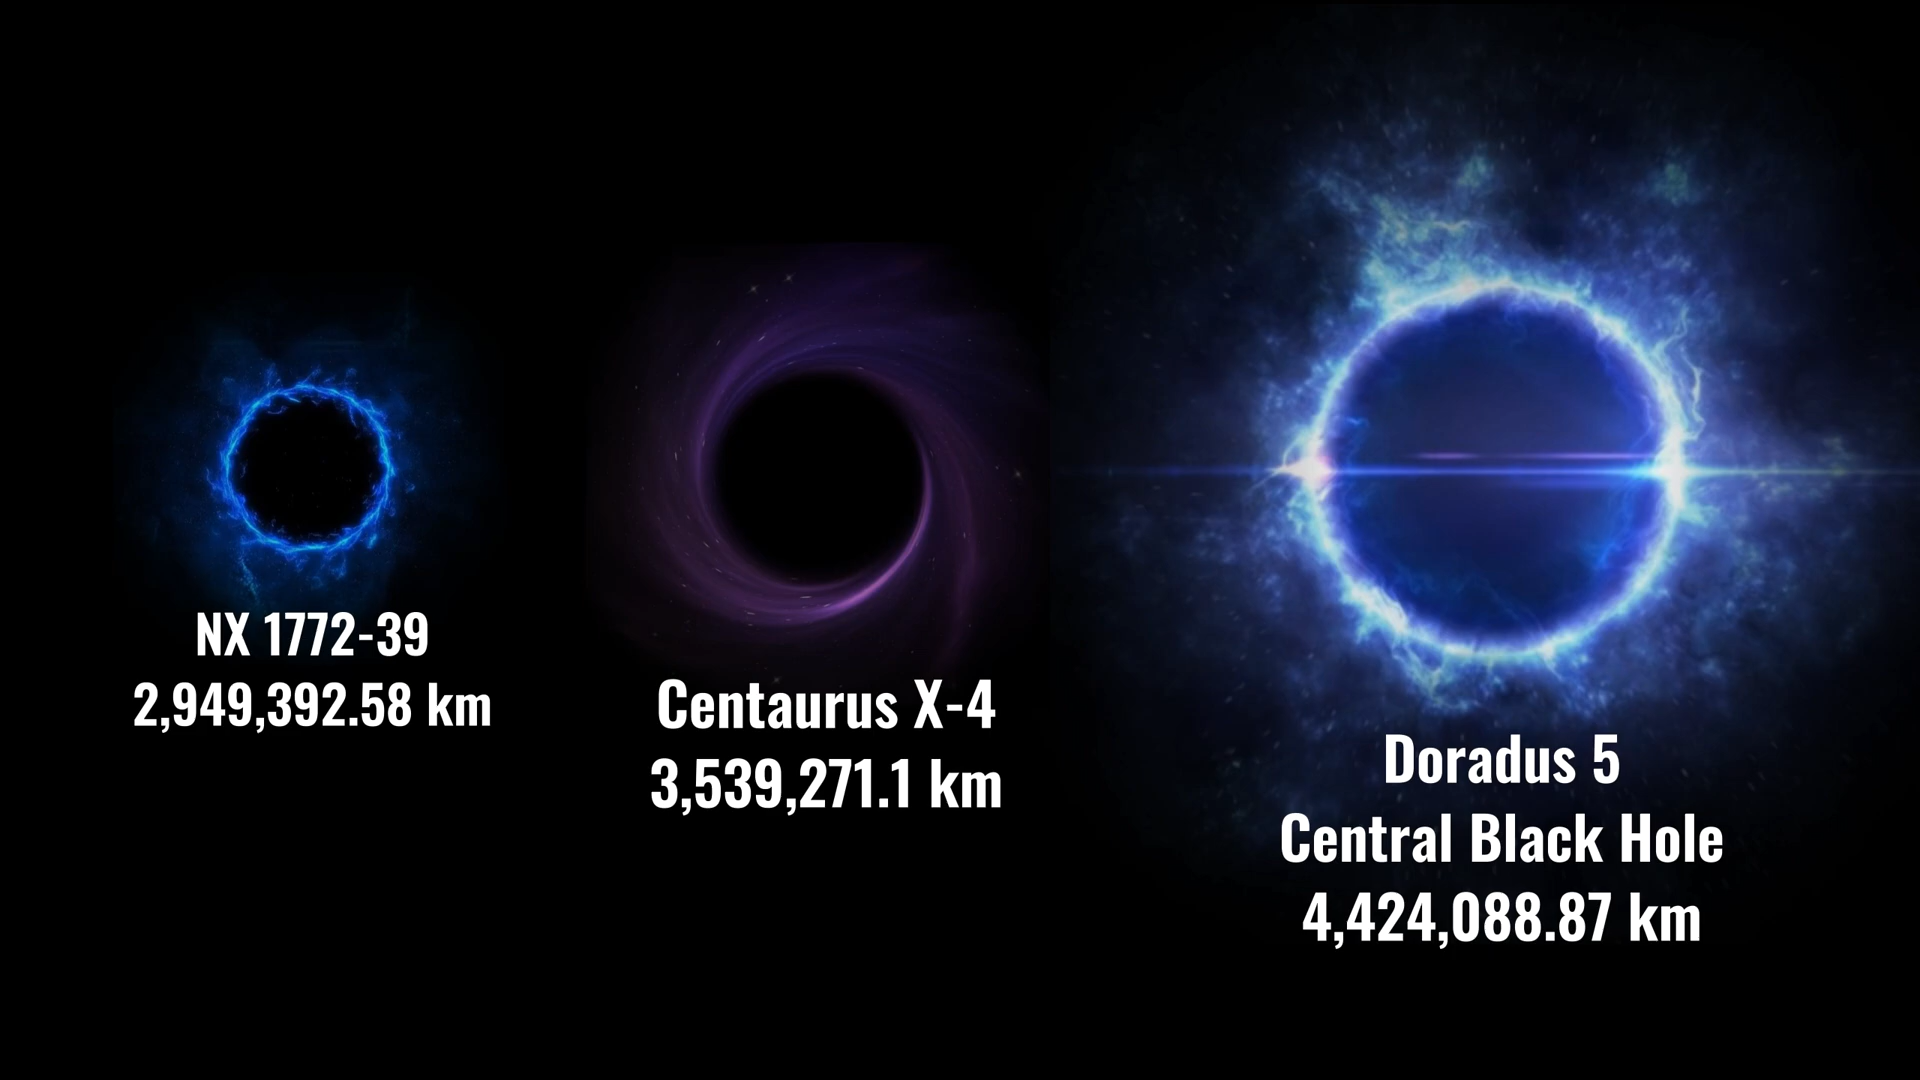 NX 1772-39
2,949,392.58 km
Centaurus X-4
3,539,271.1 km
Doradus 5
Central Black Hole
4,424,088.87 km